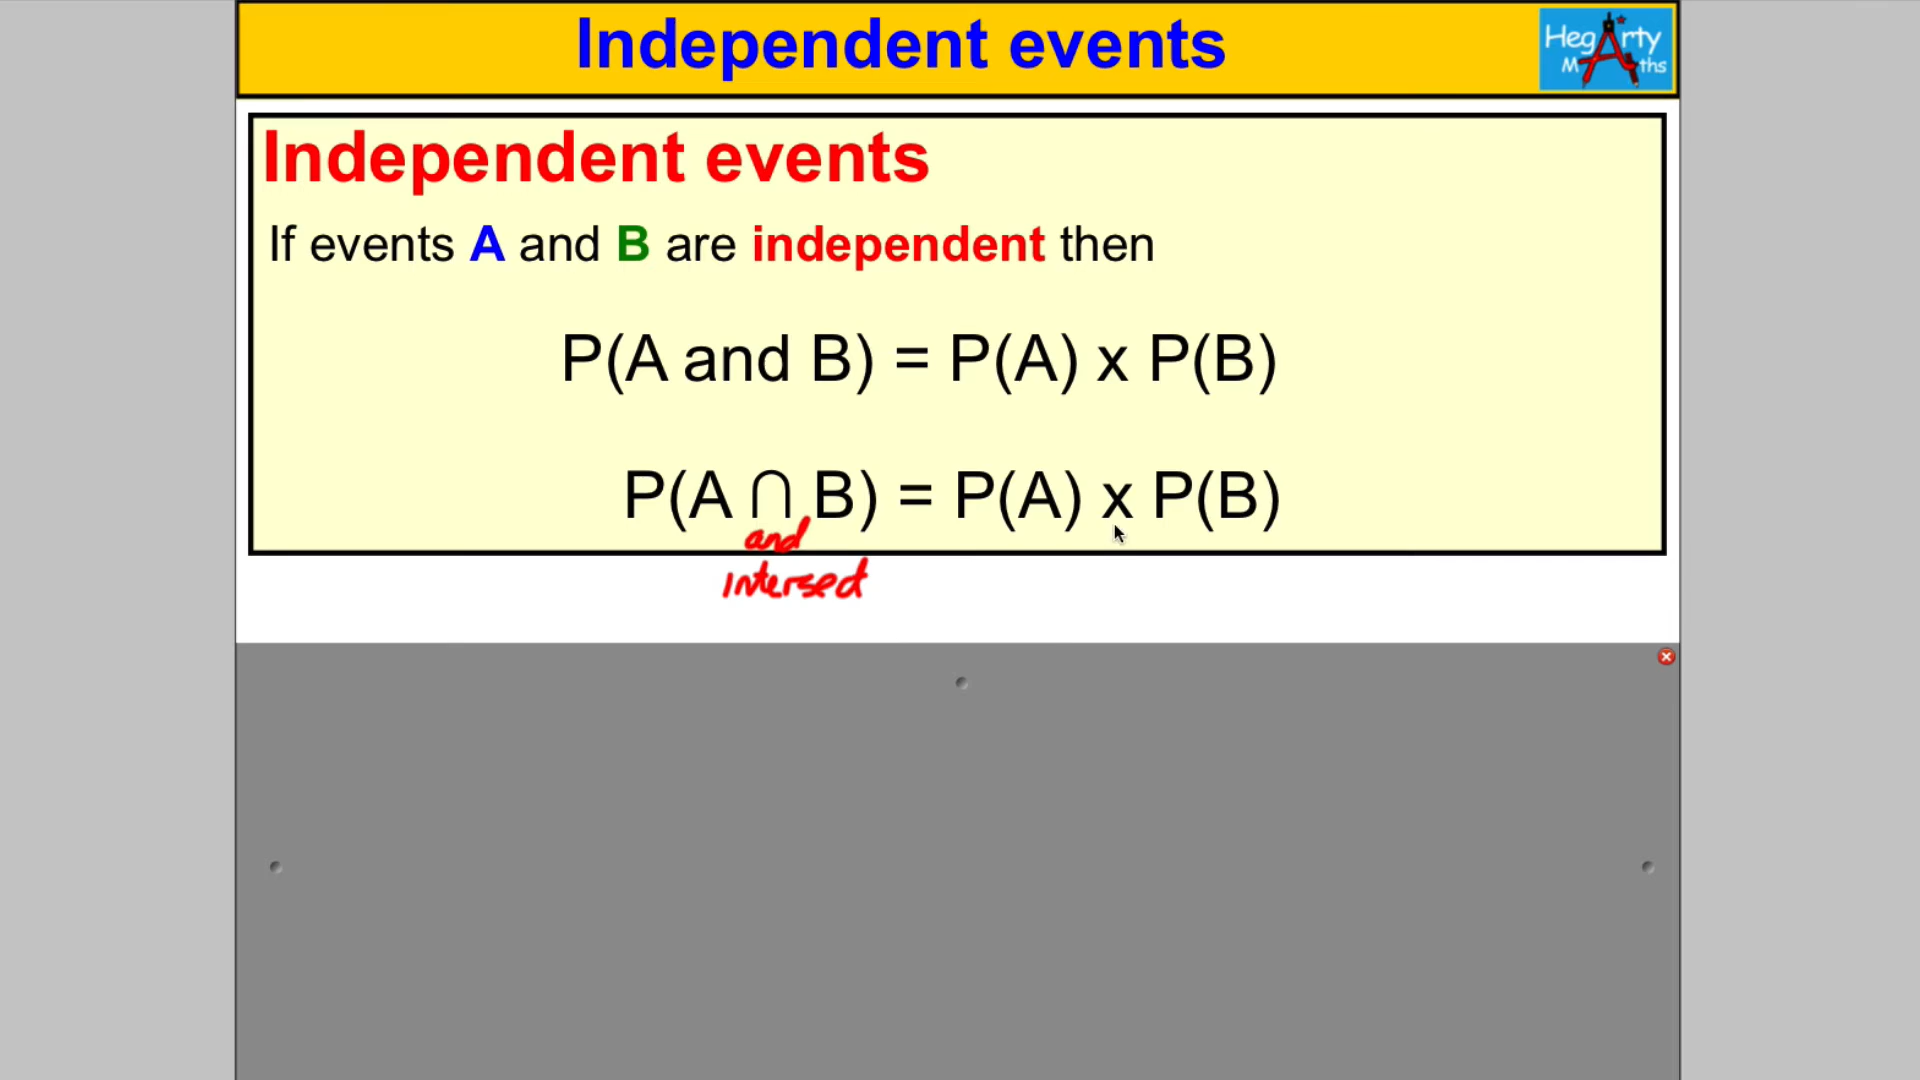 Independent events
Hegarty
Maths
Independent events
If events A and B are independent then
P(A and B) = P(A) x P(B)
P(A ∩ B) = P(A) x P(B)
and
intersect